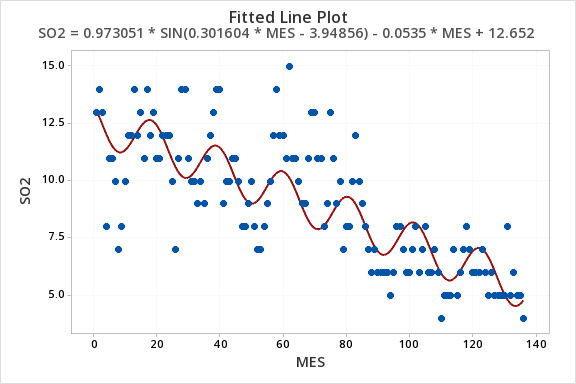 Fitted Line Plot
SO2 = 0.973051 * SIN(0.301604 * MES - 3.94856) - 0.0535 * MES + 12.652
15.0
12.5
10.0
7.5
5.0
SO2
0 20 40 60 80 100 120 140
MES